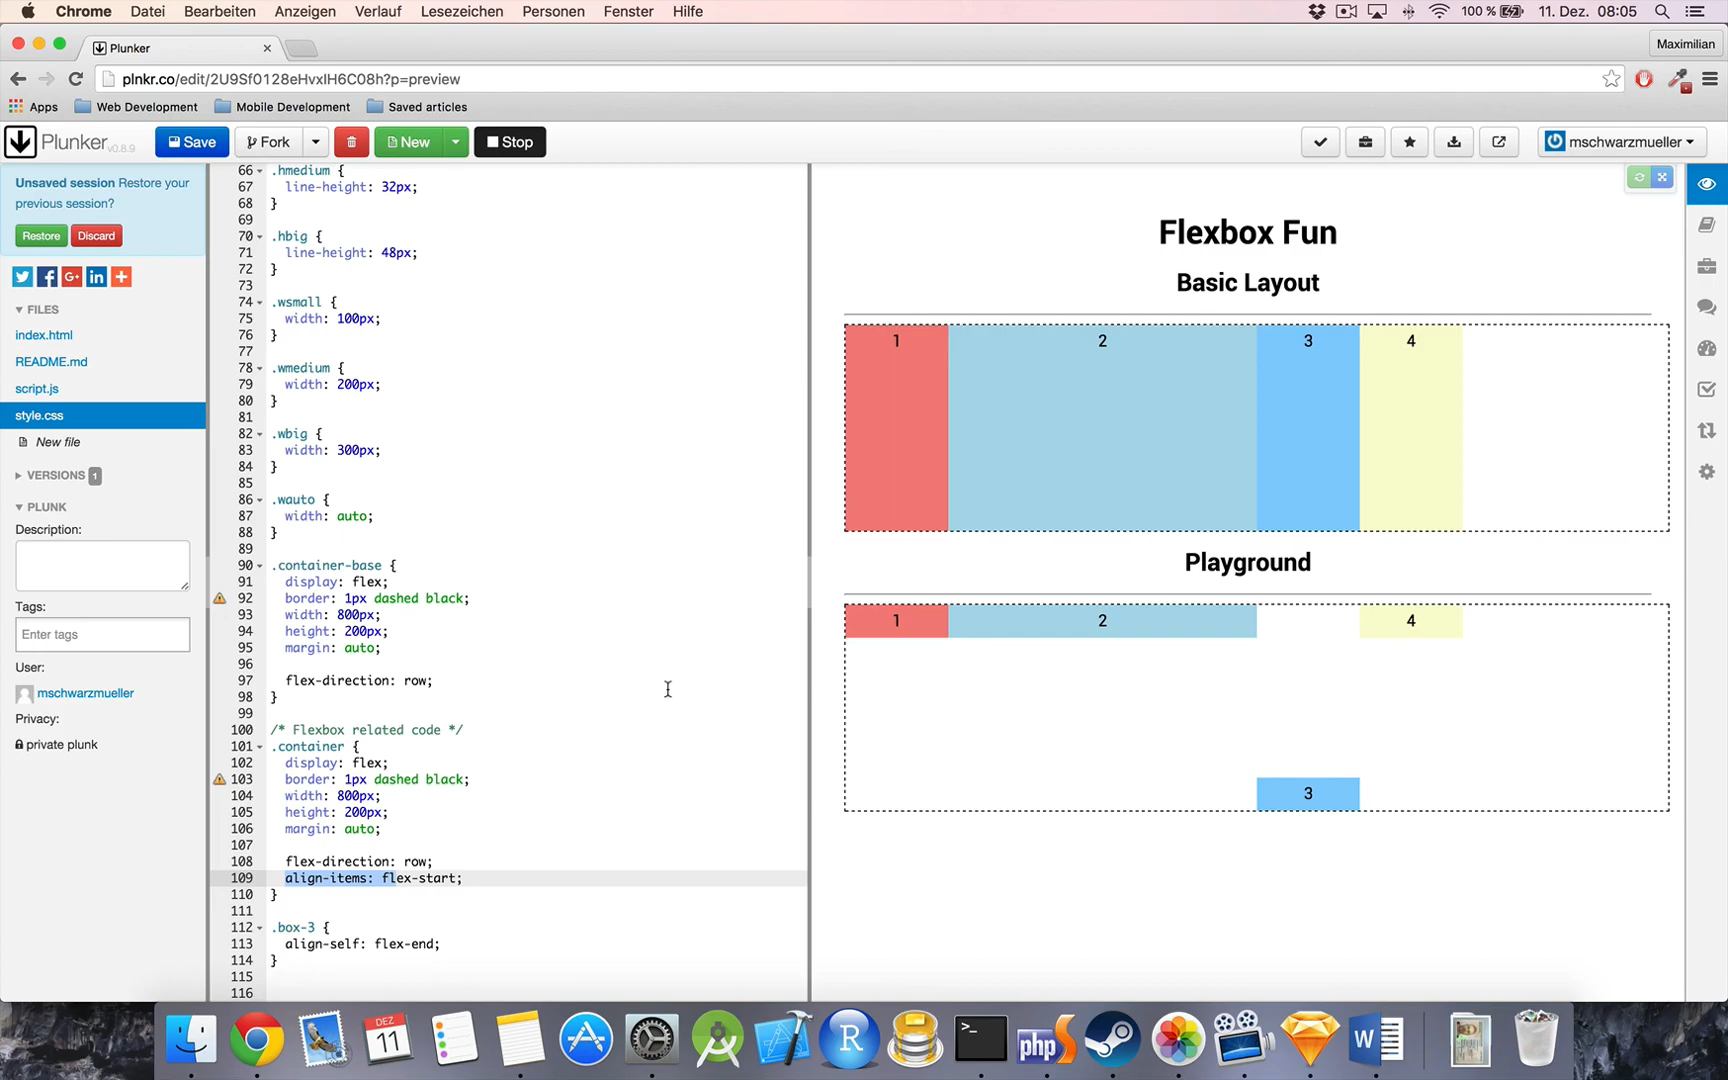 Chrome Datei Bearbeiten Anzeigen Verlauf Lesezeichen Personen Fenster Hilfe 100 % 11. Dez. 08:05
Plunker Maximilian
plnkr.co/edit/2U9Sf0128eHvxIH6C08h?p=preview
Apps Web Development Mobile Development Saved articles
Plunker v0.8.9 Save Fork New Stop mschwarzmueller
Unsaved session Restore your
previous session?
Restore Discard
FILES
index.html
README.md
script.js
style.css
New file
VERSIONS 1
PLUNK
Description:
Tags:
Enter tags
User:
mschwarzmueller
Privacy:
private plunk
66 .hmedium {
67 line-height: 32px;
68 }
69
70 .hbig {
71 line-height: 48px;
72 }
73
74 .wsmall {
75 width: 100px;
76 }
77
78 .wmedium {
79 width: 200px;
80 }
81
82 .wbig {
83 width: 300px;
84 }
85
86 .wauto {
87 width: auto;
88 }
89
90 .container-base {
91 display: flex;
92 border: 1px dashed black;
93 width: 800px;
94 height: 200px;
95 margin: auto;
96
97 flex-direction: row;
98 }
99
100 /* Flexbox related code */
101 .container {
102 display: flex;
103 border: 1px dashed black;
104 width: 800px;
105 height: 200px;
106 margin: auto;
107
108 flex-direction: row;
109 align-items: flex-start;
110 }
111
112 .box-3 {
113 align-self: flex-end;
114 }
115
116
Flexbox Fun
Basic Layout
1 2 3 4
Playground
1 2 4
3
DEZ
11
R
php
W